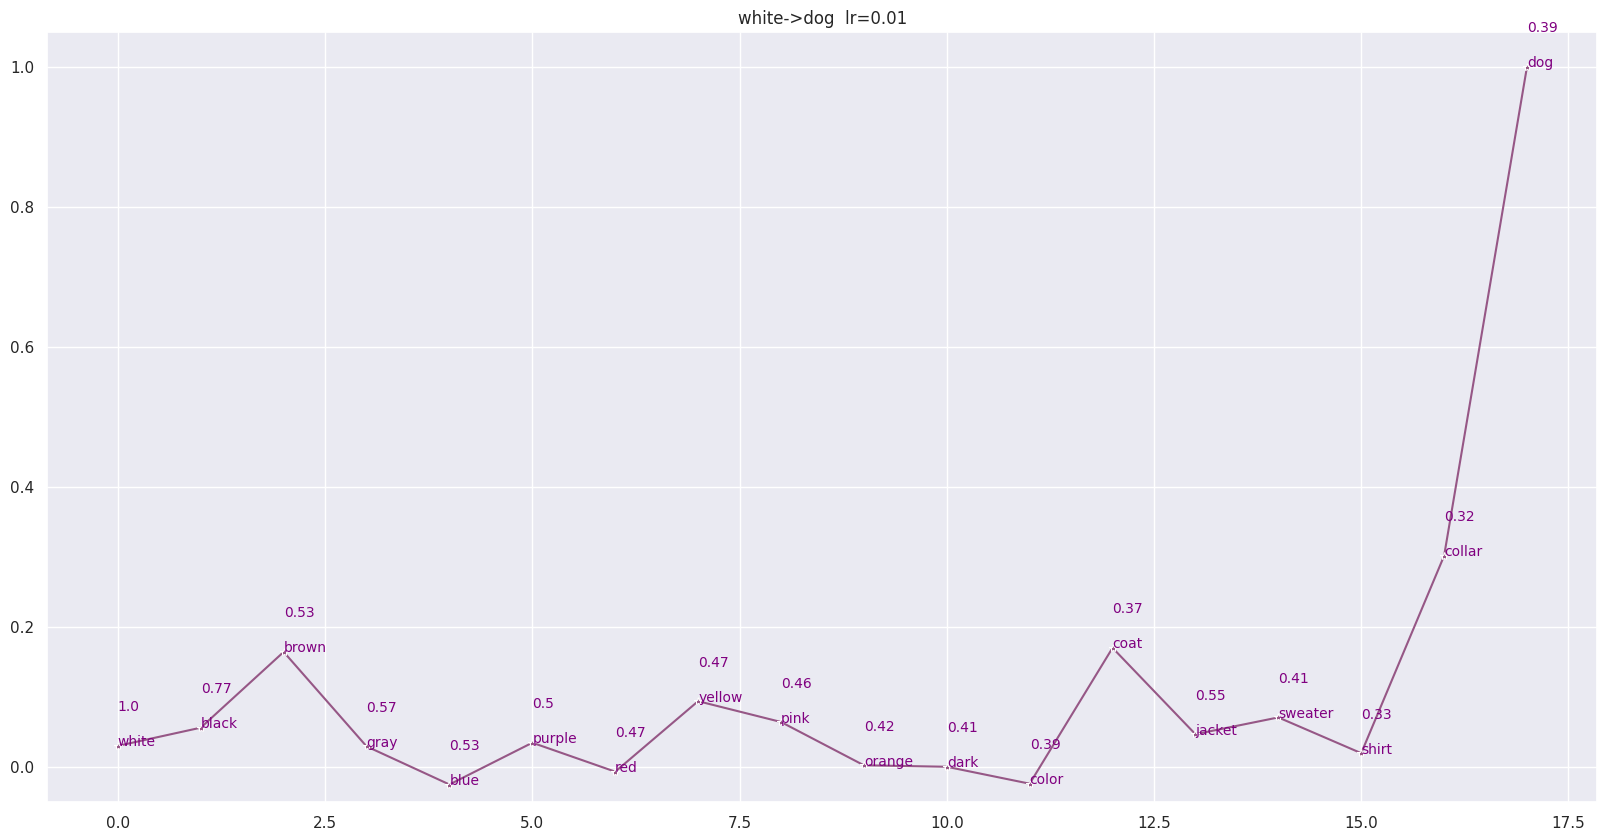 white->dog  lr=0.01
1.0
0.8
0.6
0.4
0.2
0.0
1.0
white
0.77
black
0.53
brown
0.57
gray
0.53
blue
0.5
purple
0.47
red
0.47
yellow
0.46
pink
0.42
orange
0.41
dark
0.39
color
0.37
coat
0.55
jacket
0.41
sweater
0.33
shirt
0.32
collar
0.39
dog
0.0
2.5
5.0
7.5
10.0
12.5
15.0
17.5